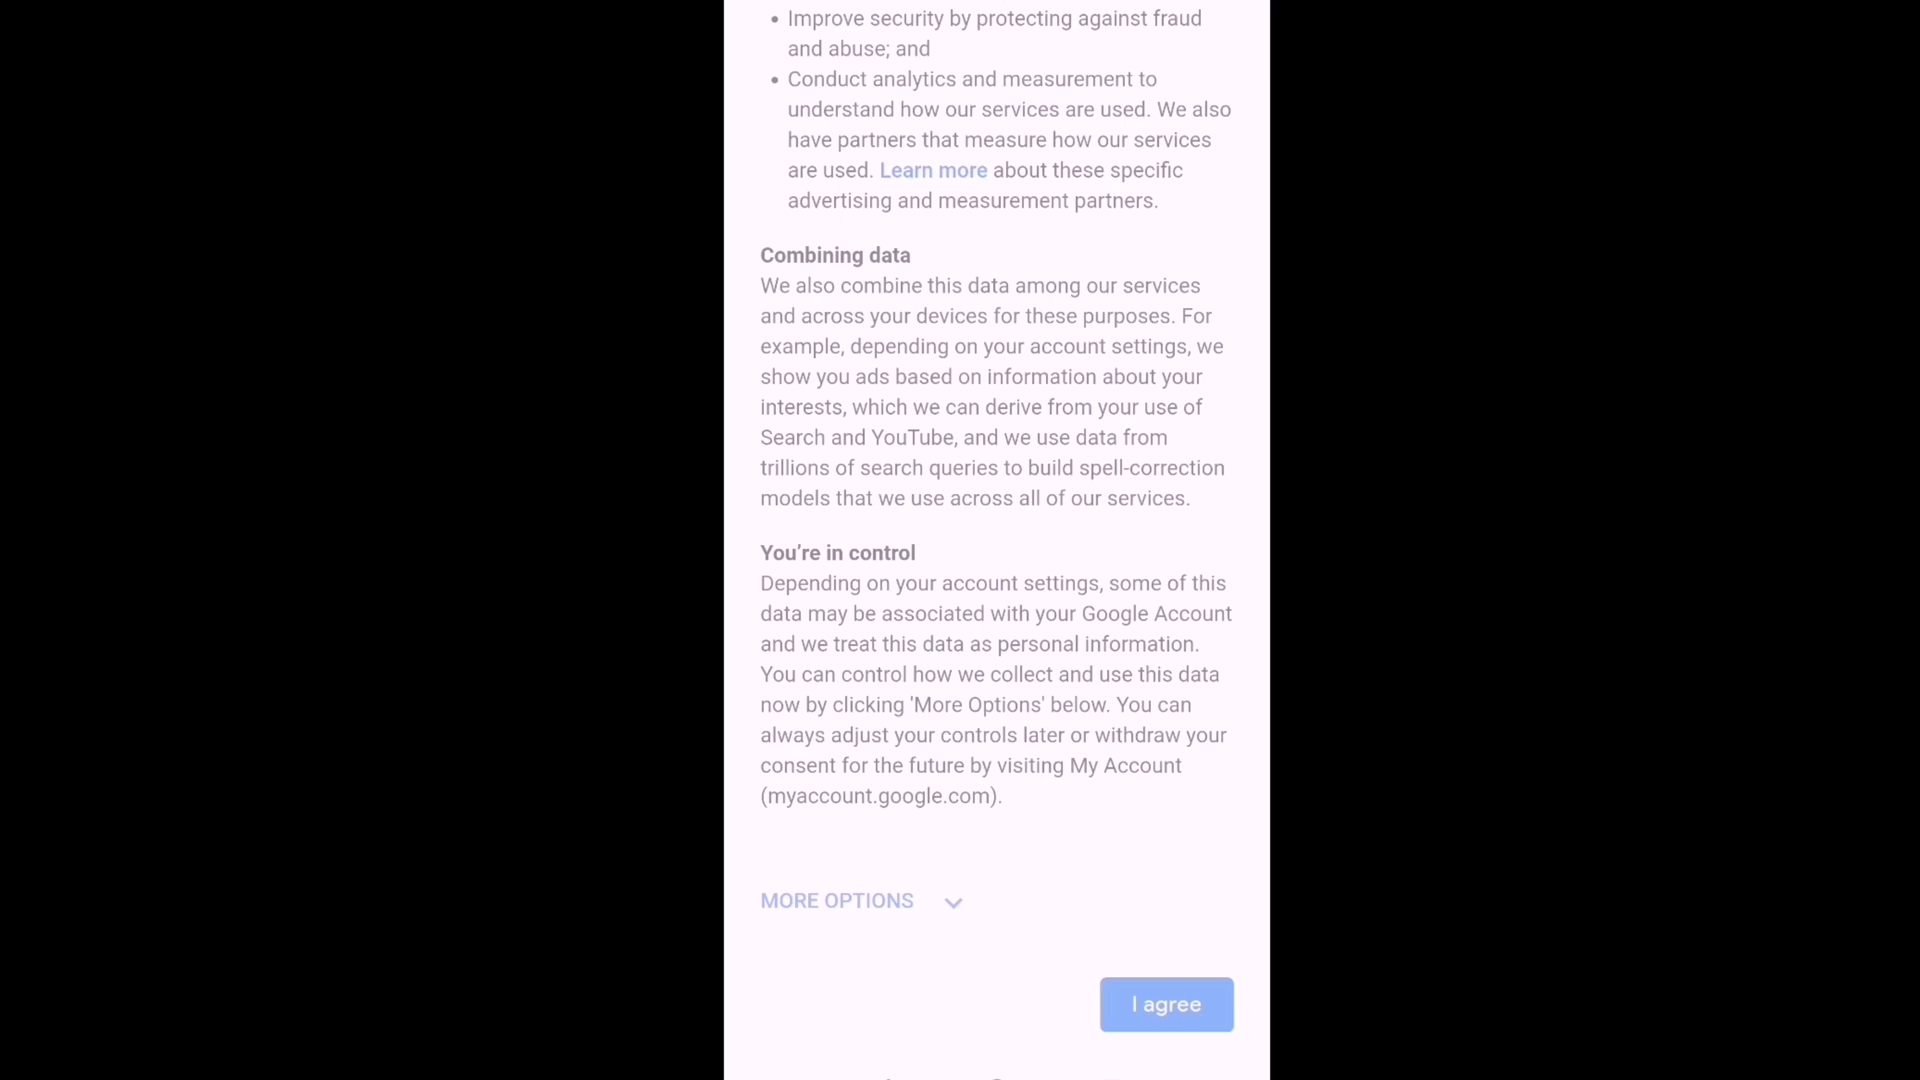 • Improve security by protecting against fraud
and abuse; and
• Conduct analytics and measurement to
understand how our services are used. We also
have partners that measure how our services
are used. Learn more about these specific
advertising and measurement partners.
Combining data
We also combine this data among our services
and across your devices for these purposes. For
example, depending on your account settings, we
show you ads based on information about your
interests, which we can derive from your use of
Search and YouTube, and we use data from
trillions of search queries to build spell-correction
models that we use across all of our services.
You’re in control
Depending on your account settings, some of this
data may be associated with your Google Account
and we treat this data as personal information.
You can control how we collect and use this data
now by clicking 'More Options' below. You can
always adjust your controls later or withdraw your
consent for the future by visiting My Account
(myaccount.google.com).
MORE OPTIONS
I agree